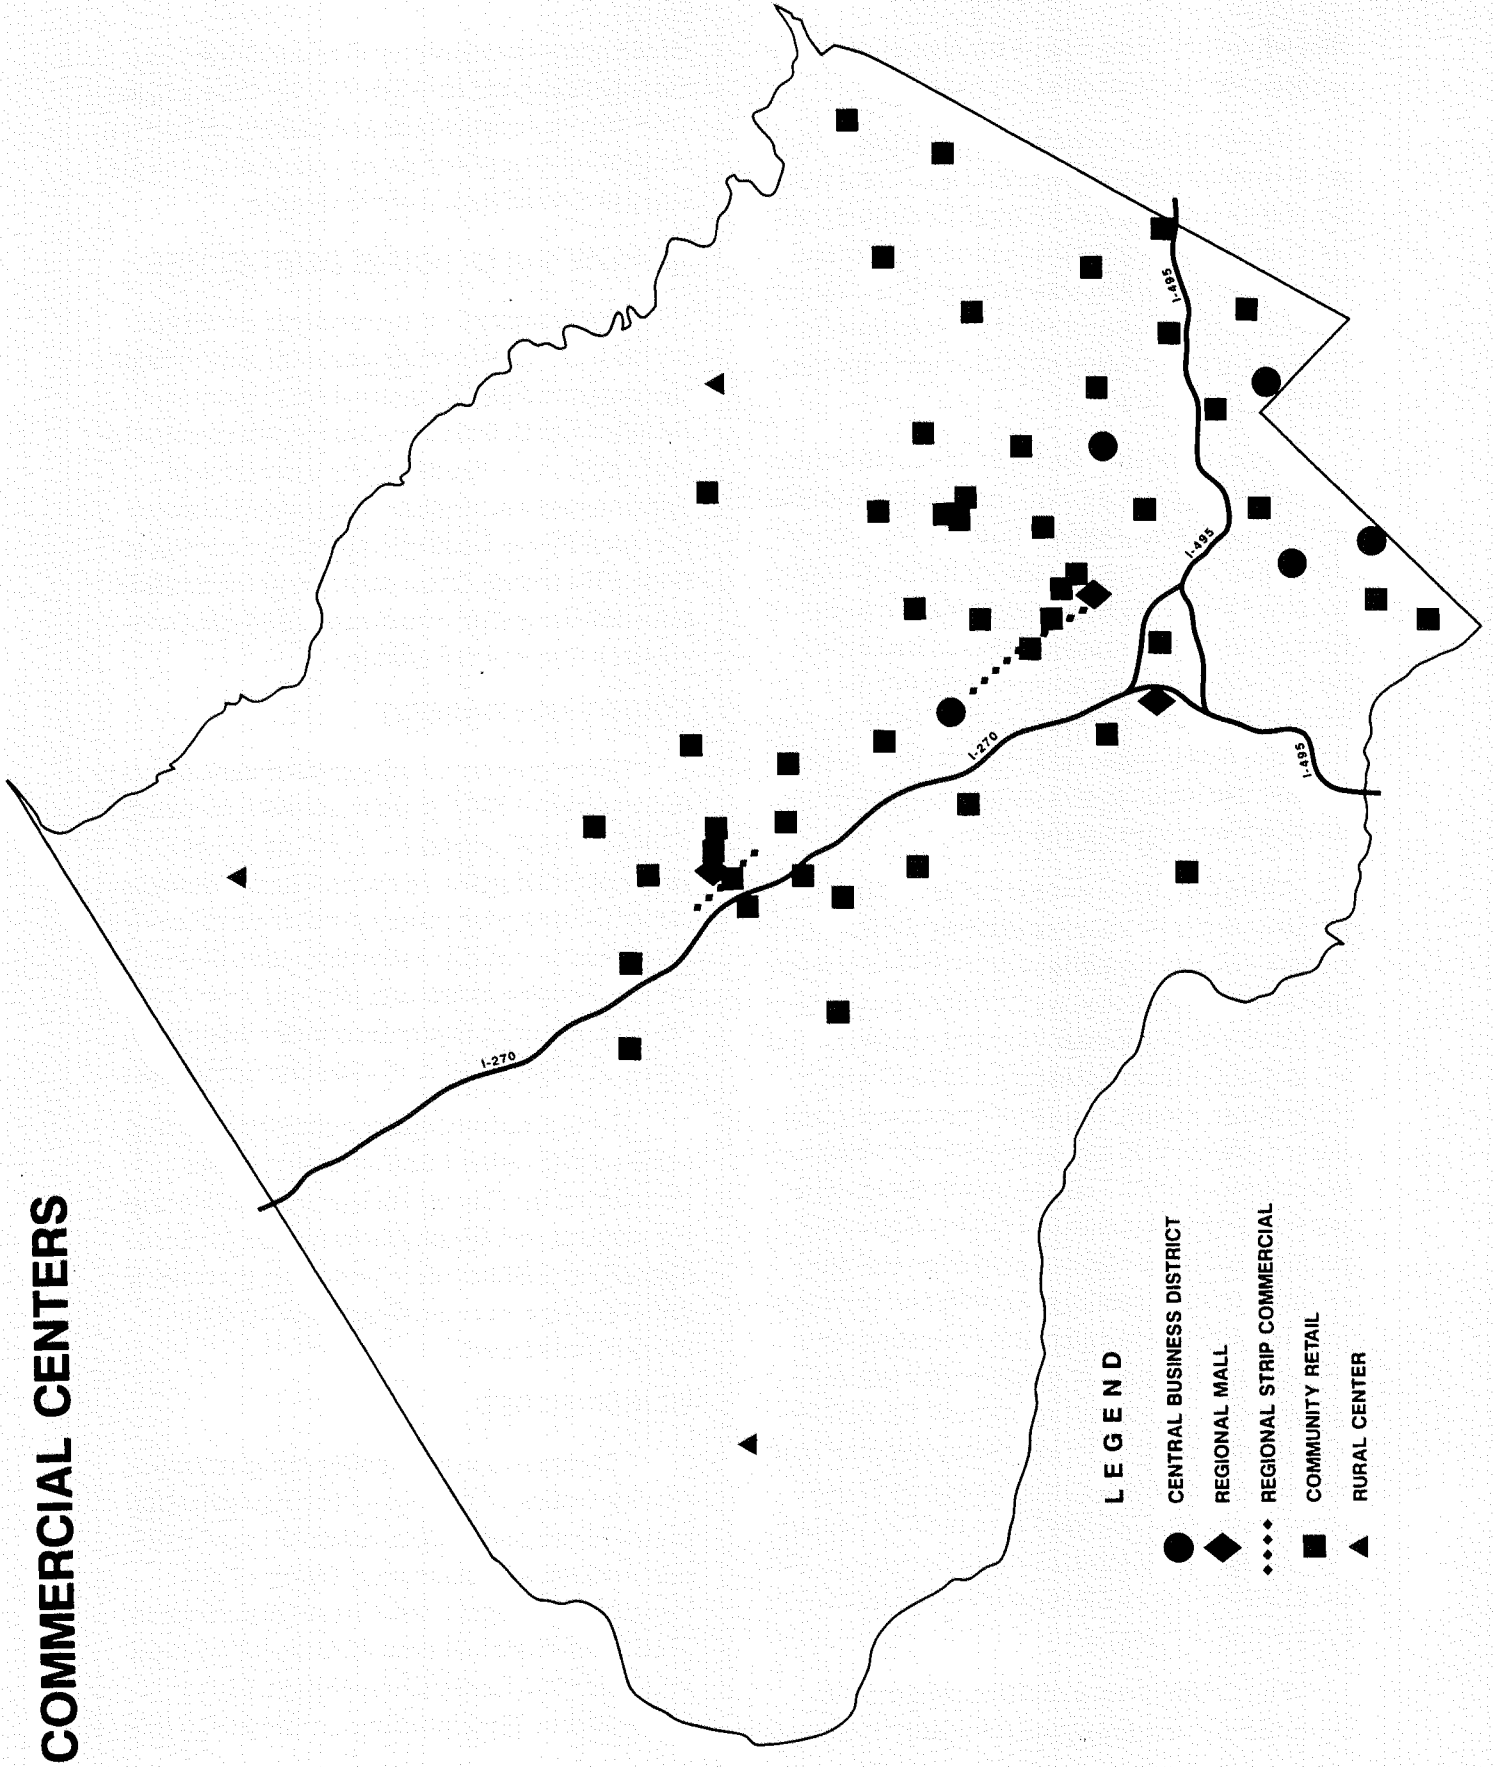 COMMERCIAL CENTERS
I-495
I-495
I-270
I-495
I-270
LEGEND
CENTRAL BUSINESS DISTRICT
REGIONAL MALL
REGIONAL STRIP COMMERCIAL
COMMUNITY RETAIL
RURAL CENTER